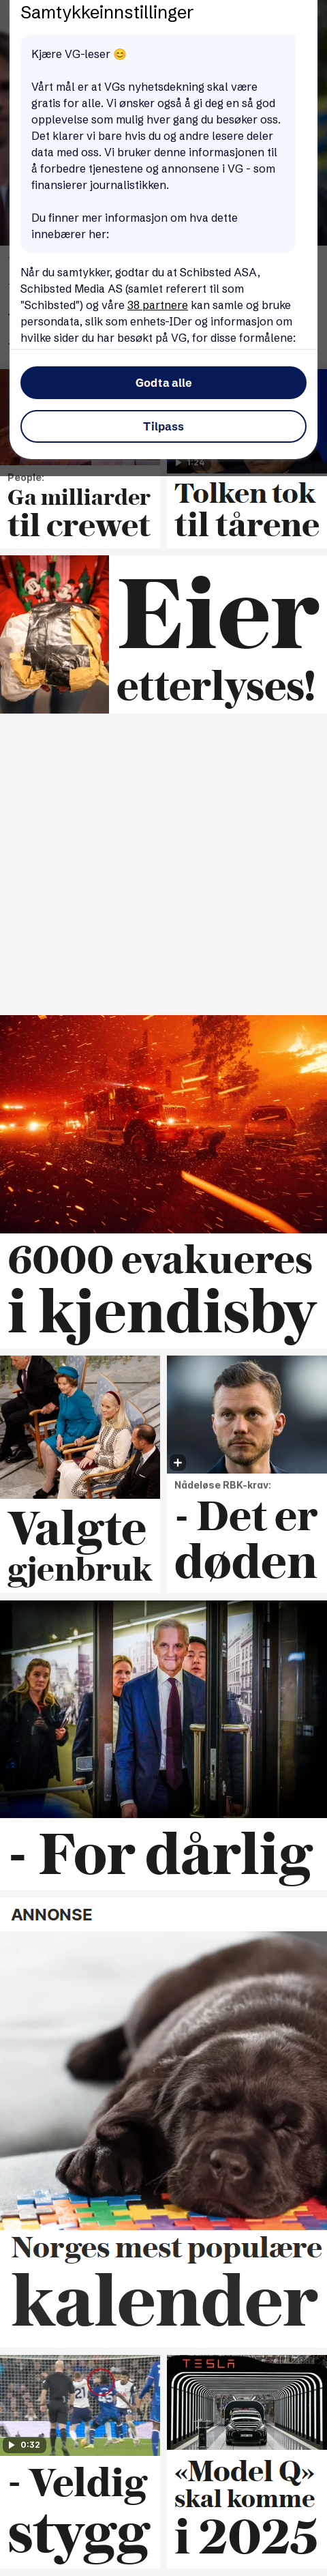 Samtykkeinnstillinger
Kjære VG-leser 😊
Vårt mål er at VGs nyhetsdekning skal være
gratis for alle. Vi ønsker også å gi deg en så god
opplevelse som mulig hver gang du besøker oss.
Det klarer vi bare hvis du og andre lesere deler
data med oss. Vi bruker denne informasjonen til
å forbedre tjenestene og annonsene i VG - som
finansierer journalistikken.
Du finner mer informasjon om hva dette
innebærer her:
Når du samtykker, godtar du at Schibsted ASA,
Schibsted Media AS (samlet referert til som
"Schibsted") og våre 38 partnere kan samle og bruke
persondata, slik som enhets-IDer og informasjon om
hvilke sider du har besøkt på VG, for disse formålene:
Godta alle
Tilpass
1:24
People:
Ga milliarder
til crewet
Tolken tok
til tårene
Eier
etterlyses!
6000 evakueres
i kjendisby
Valgte
gjenbruk
Nådeløse RBK-krav:
- Det er
døden
- For dårlig
ANNONSE
Norges mest populære
kalender
0:32
- Veldig
stygg
TESLA
«Model Q»
skal komme
i 2025